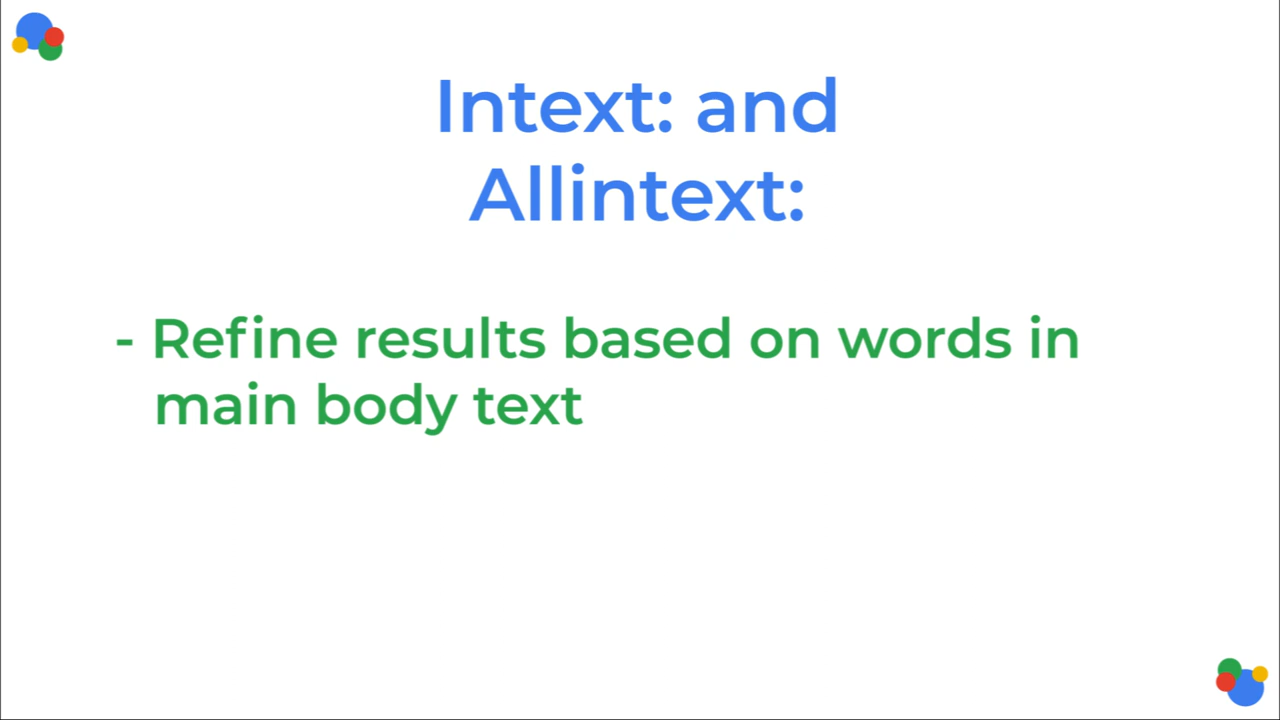 Intext: and
Allintext:
- Refine results based on words in
main body text